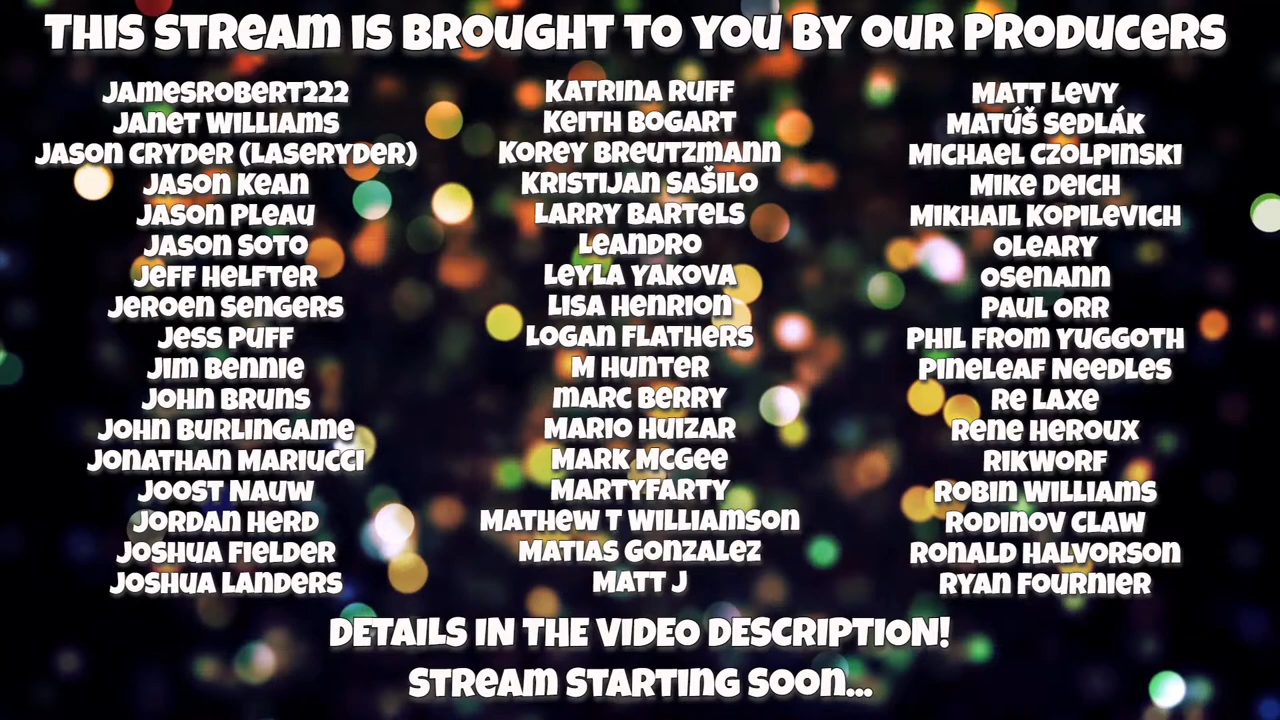 THIS STREAM IS BROUGHT TO YOU BY OUR PRODUCERS
JAMESROBERT222
JANET WILLIAMS
JASON CRYDER (LASERYDER)
JASON KEAN
JASON PLEAU
JASON SOTO
JEFF HELFTER
JEROEN SENGERS
JESS PUFF
JIM BENNIE
JOHN BRUNS
JOHN BURLINGAME
JONATHAN MARIUCCI
JOOST NAUW
JORDAN HERD
JOSHUA FIELDER
JOSHUA LANDERS
KATRINA RUFF
KEITH BOGART
KOREY BREUTZMANN
KRISTIJAN SAŠILO
LARRY BARTELS
LEANDRO
LEYLA YAKOVA
LISA HENRION
LOGAN FLATHERS
M HUNTER
MARC BERRY
MARIO HUIZAR
MARK MCGEE
MARTYFARTY
MATHEW T WILLIAMSON
MATIAS GONZALEZ
MATT J
MATT LEVY
MATÚŠ SEDLÁK
MICHAEL CZOLPINSKI
MIKE DEICH
MIKHAIL KOPILEVICH
OLEARY
OSENANN
PAUL ORR
PHIL FROM YUGGOTH
PINELEAF NEEDLES
RE LAXE
RENE HEROUX
RIKWORF
ROBIN WILLIAMS
RODINOV CLAW
RONALD HALVORSON
RYAN FOURNIER
DETAILS IN THE VIDEO DESCRIPTION!
STREAM STARTING SOON...